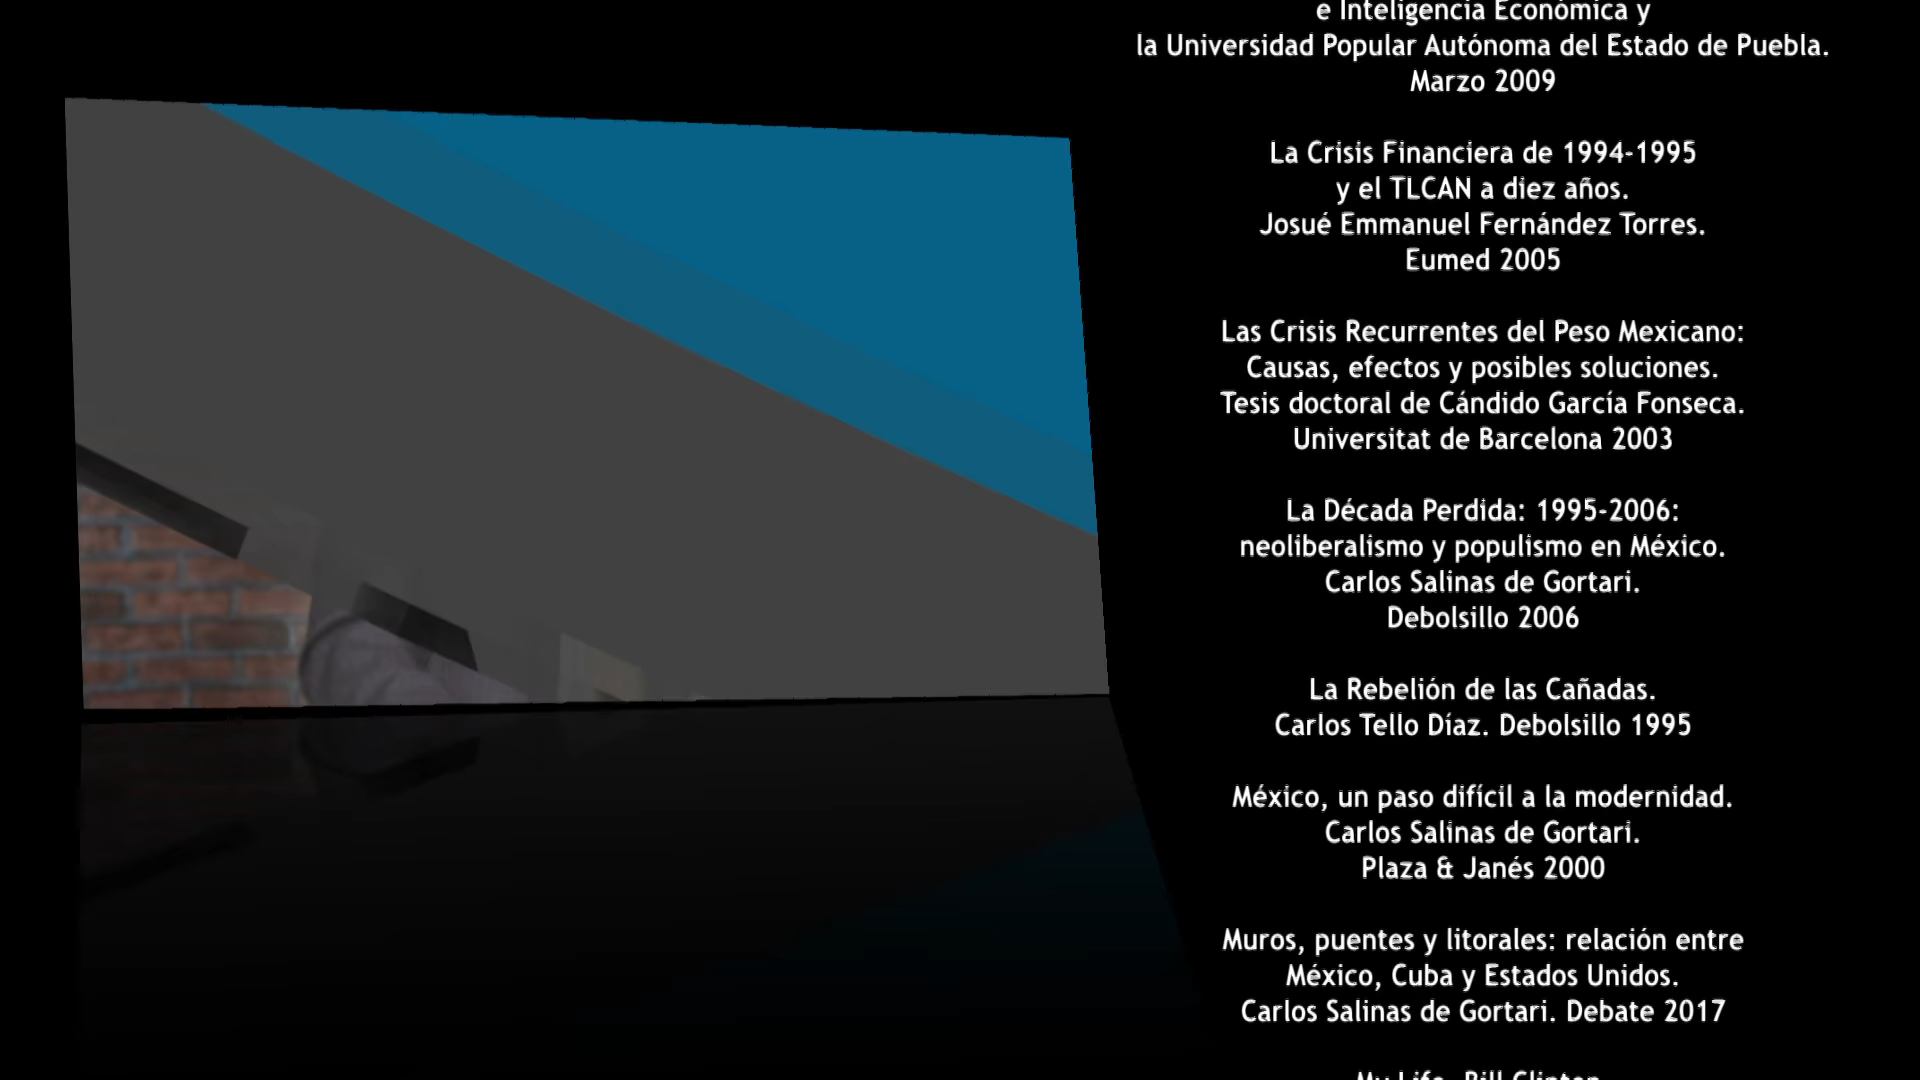 e Inteligencia Económica y
la Universidad Popular Autónoma del Estado de Puebla.
Marzo 2009
La Crisis Financiera de 1994-1995
y el TLCAN a diez años.
Josué Emmanuel Fernández Torres.
Eumed 2005
Las Crisis Recurrentes del Peso Mexicano:
Causas, efectos y posibles soluciones.
Tesis doctoral de Cándido García Fonseca.
Universitat de Barcelona 2003
La Década Perdida: 1995-2006:
neoliberalismo y populismo en México.
Carlos Salinas de Gortari.
Debolsillo 2006
La Rebelión de las Cañadas.
Carlos Tello Díaz. Debolsillo 1995
México, un paso difícil a la modernidad.
Carlos Salinas de Gortari.
Plaza & Janés 2000
Muros, puentes y litorales: relación entre
México, Cuba y Estados Unidos.
Carlos Salinas de Gortari. Debate 2017
My Life. Bill Clinton